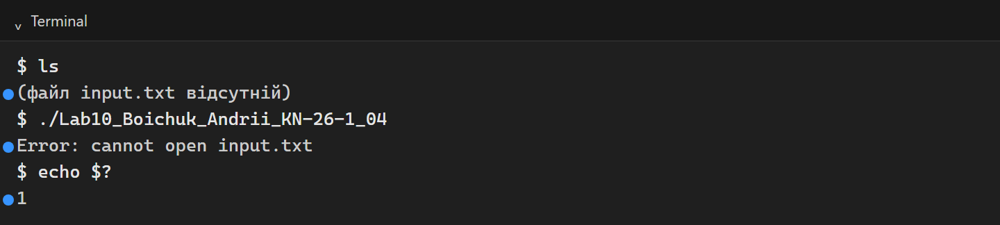 Terminal
$ ls
(файл input.txt відсутній)
$ ./Lab10_Boichuk_Andrii_KN-26-1_04
Error: cannot open input.txt
$ echo $?
1